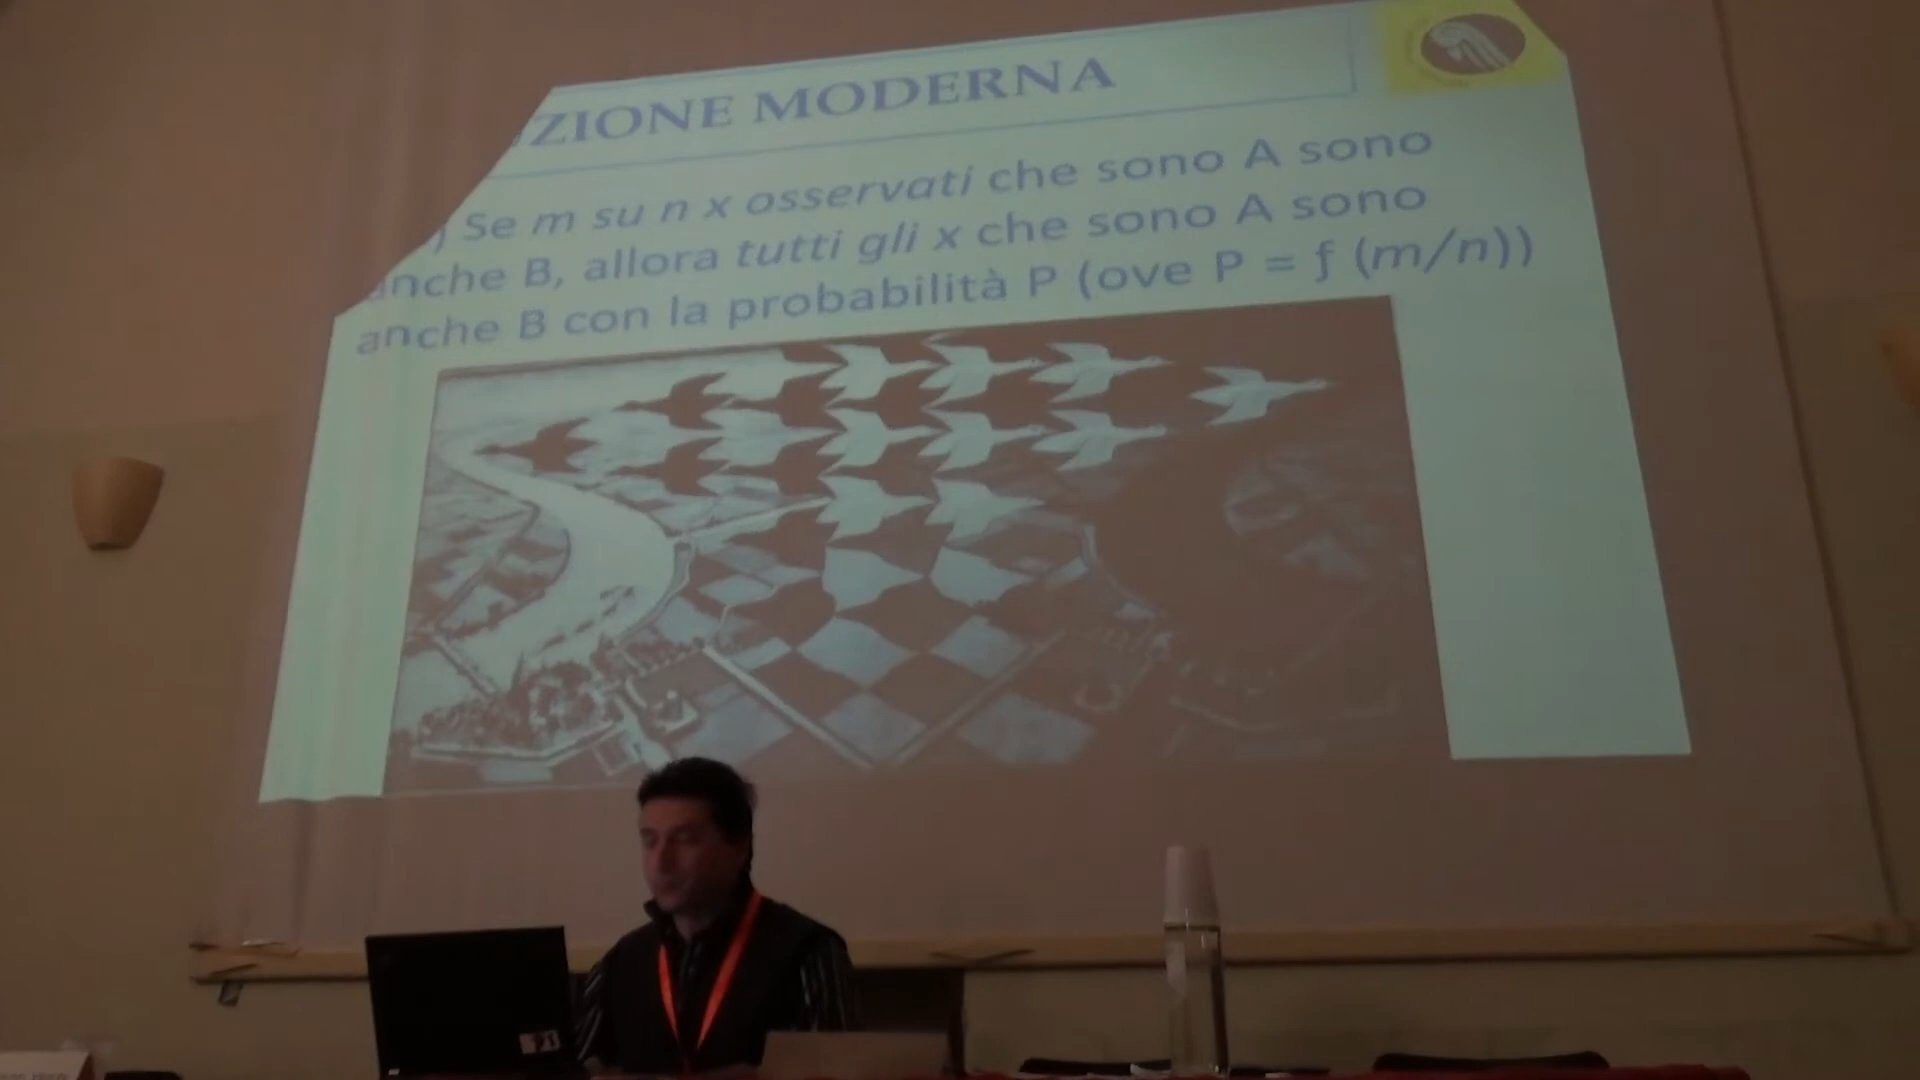 ZIONE MODERNA
) Se m su n x osservati che sono A sono
anche B, allora tutti gli x che sono A sono
anche B con la probabilità P (ove P = ƒ (m/n))